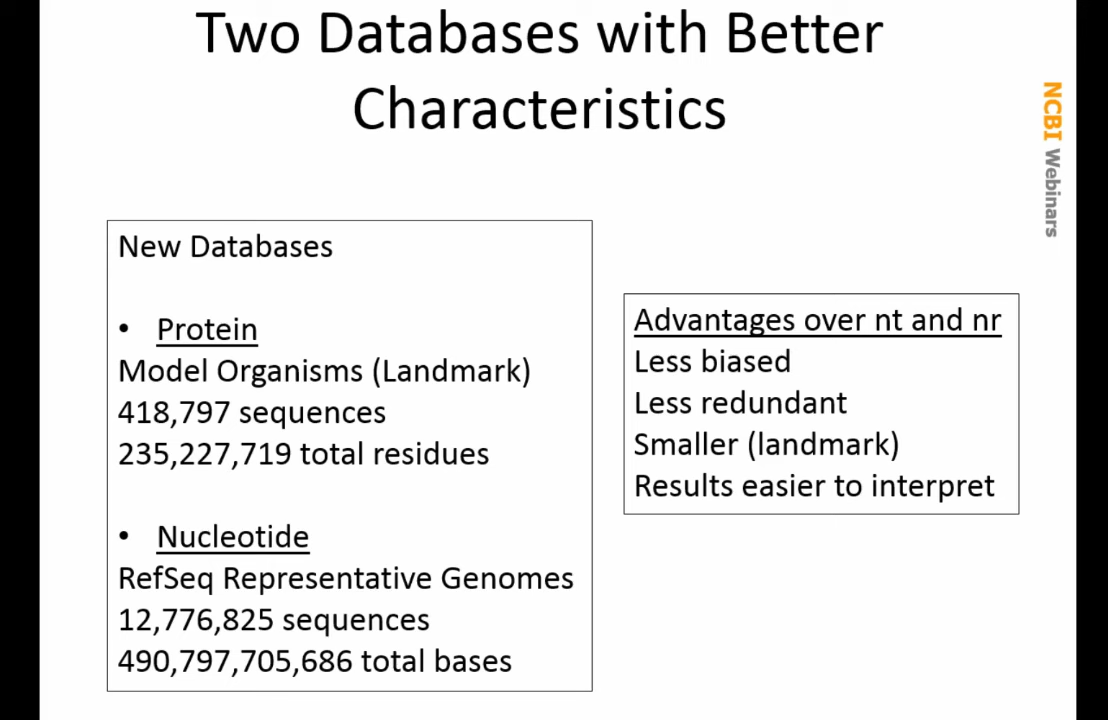 Two Databases with Better
Characteristics
NCBI Webinars
New Databases
• Protein
Model Organisms (Landmark)
418,797 sequences
235,227,719 total residues
• Nucleotide
RefSeq Representative Genomes
12,776,825 sequences
490,797,705,686 total bases
Advantages over nt and nr
Less biased
Less redundant
Smaller (landmark)
Results easier to interpret